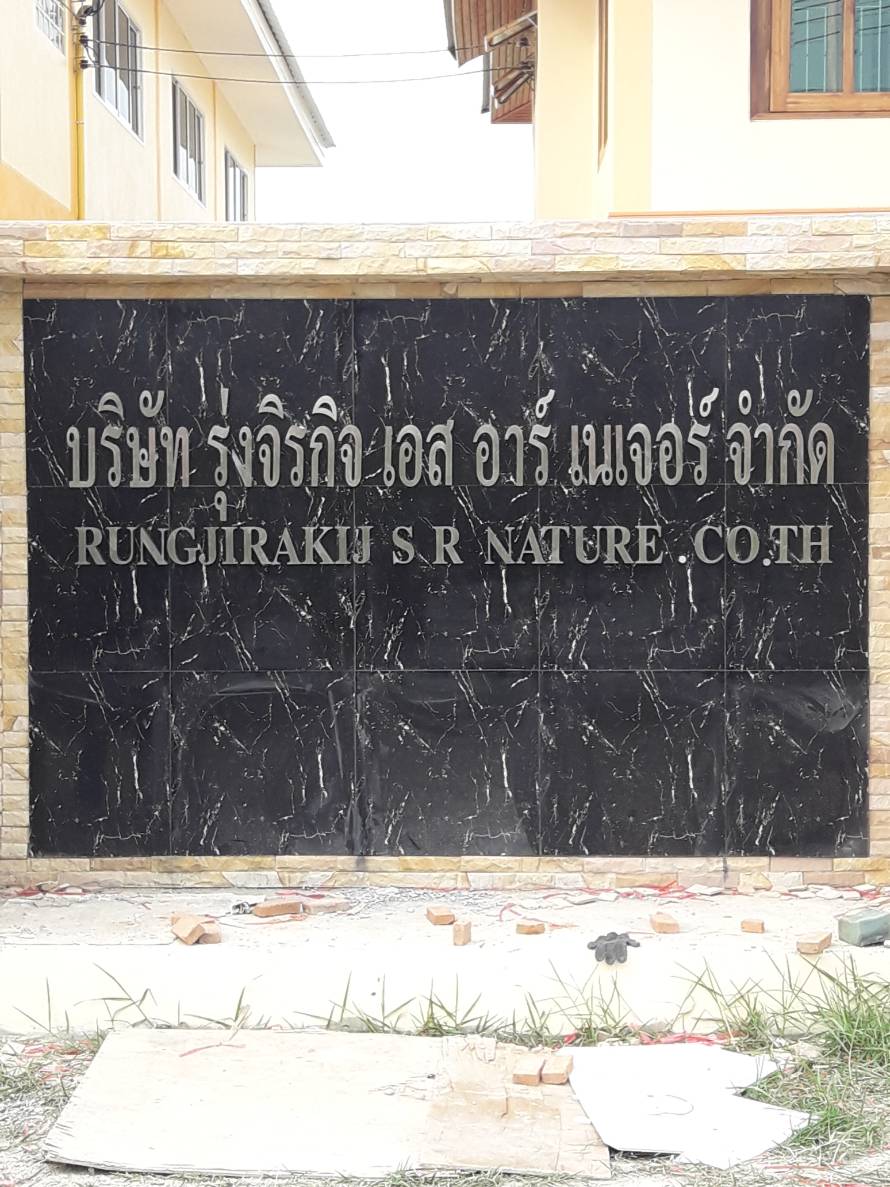 บริษัท รุ่งจิรกิจ เอส อาร์ เนเจอร์ จำกัด
RUNGJIRAKIJ S R NATURE .CO.TH